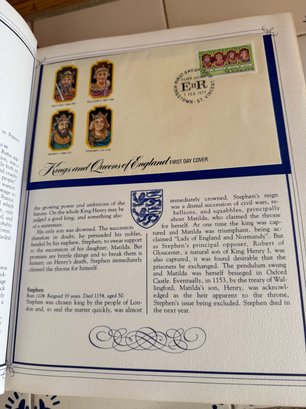 Kings and Queens of England FIRST DAY COVER
FIRST DAY OF
EIIR
7 FEB 1977
ST. VINCENT
the growing power and ambitions of the
barons. On the whole King Henry may be
judged a good king, and something also
of a statesman.
His only son was drowned. The succession
therefore in doubt, he persuaded his nobles,
headed by his nephew, Stephen, to swear support
to the succession of his daughter, Matilda. But
promises are brittle things and to break them is
human; on Henry's death, Stephen immediately
claimed the throne for himself.
Stephen
Born 1104. Reigned 19 years. Died 1154, aged 50.
Stephen was chosen king by the people of Lon-
don and, to seal the matter quickly, was almost
immediately crowned. Stephen's reign,
was a dismal succession of civil wars, re-
bellions, and squabbles, principally
about Matilda, who claimed the throne
for herself. At one time the king was cap-
tured and Matilda was triumphant, being ac-
claimed "Lady of England and Normandy". But
as Stephen's principal opposer, Robert of
Gloucester, a natural son of King Henry I, was
also captured, it was found desirable that the
prisoners be exchanged. The pendulum swung
and Matilda was herself besieged in Oxford
Castle. Eventually, in 1153, by the treaty of Wal-
lingford, Matilda's son, Henry, was acknowl-
edged as the heir apparent to the throne,
Stephen's issue being excluded. Stephen died in
the next year.